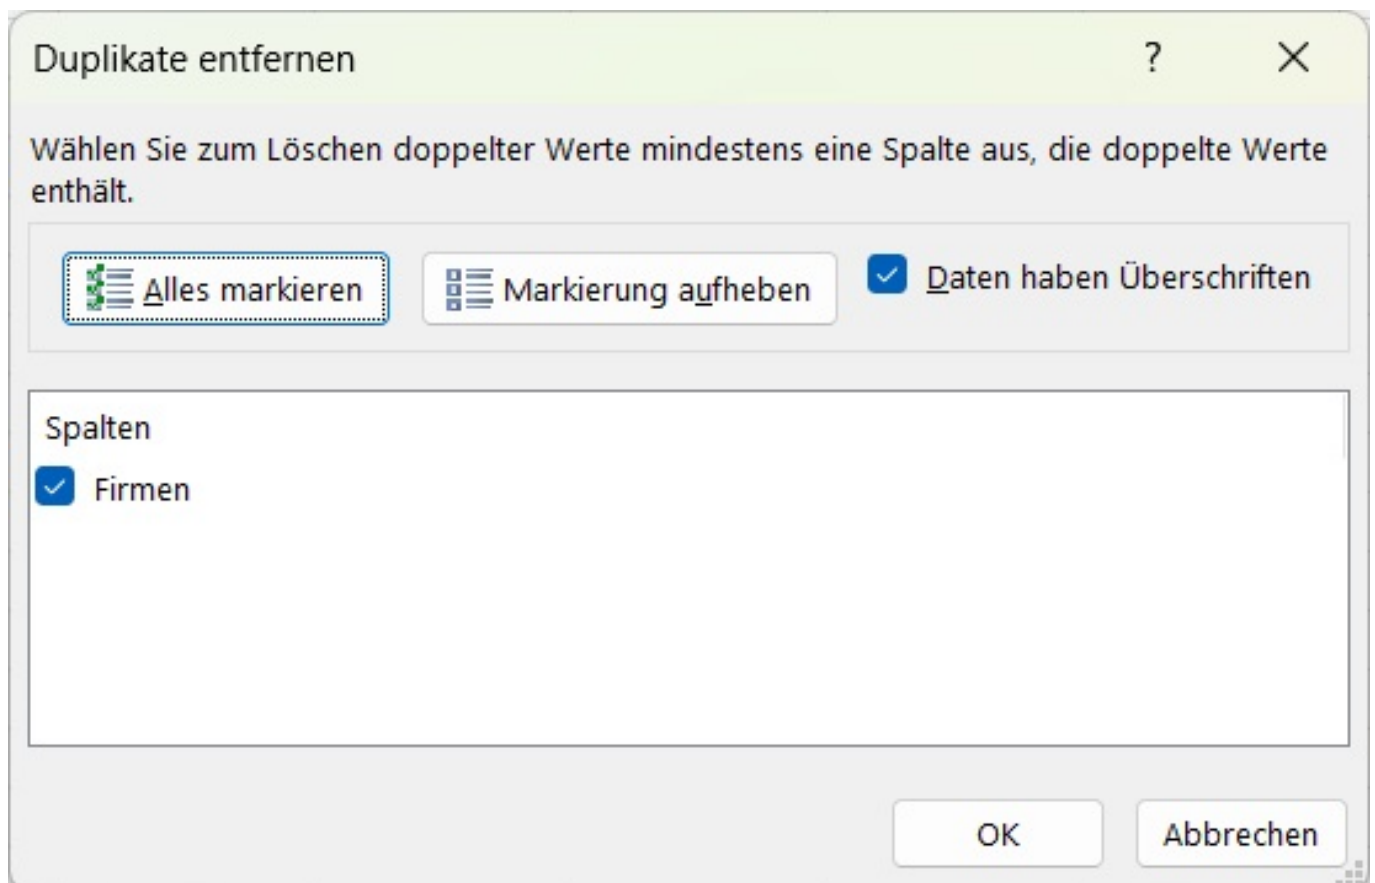 Duplikate entfernen ?
Wählen Sie zum Löschen doppelter Werte mindestens eine Spalte aus, die doppelte Werte
enthält.
Alles markieren Markierung aufheben Daten haben Überschriften
Spalten
Firmen
OK Abbrechen